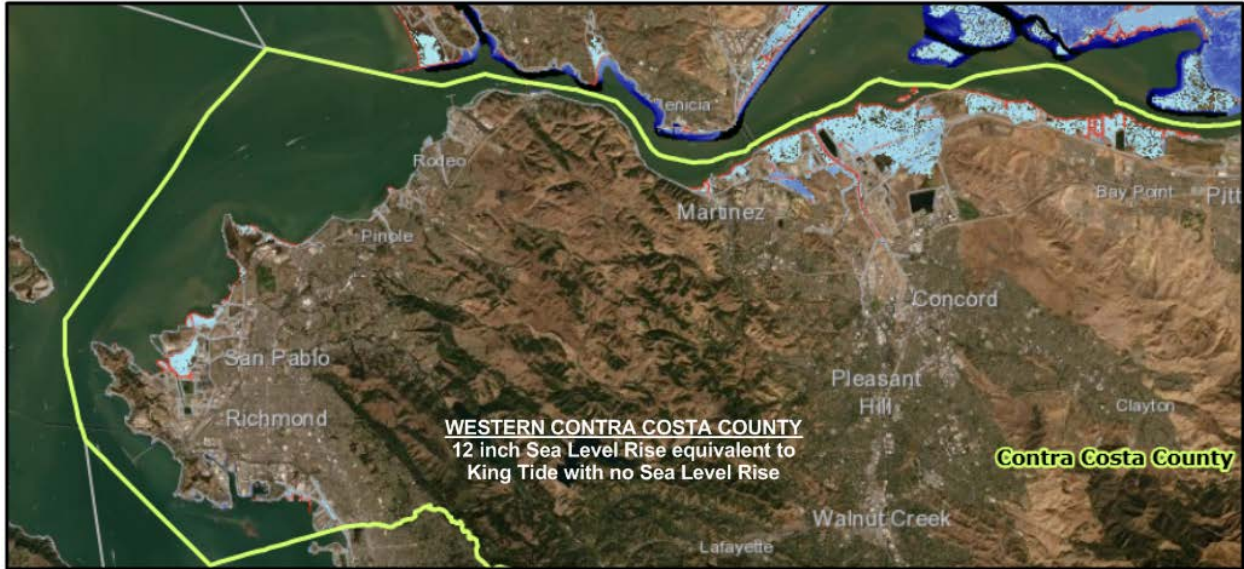 enicia
Rodeo
Bay Point
Pitt
Martinez
Pinole
Concord
San Pablo
Pleasant
Hill
Clayton
Richmond
WESTERN CONTRA COSTA COUNTY
12 inch Sea Level Rise equivalent to
King Tide with no Sea Level Rise
Contra Costa County
Walnut Creek
Lafayette